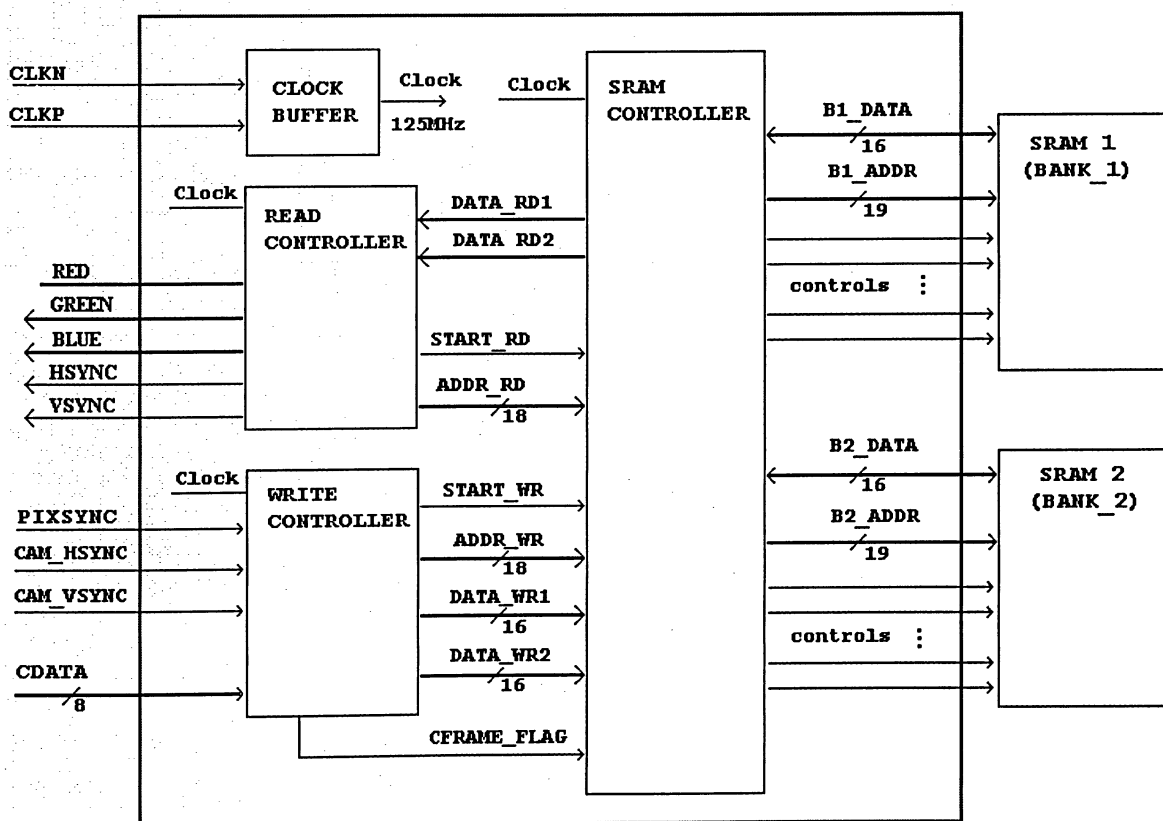 CLKN
CLKP
CLOCK
BUFFER
Clock
125MHz
Clock
SRAM
CONTROLLER
B1_DATA
16
B1_ADDR
19
controls
SRAM 1
(BANK_1)
Clock
READ
CONTROLLER
DATA_RD1
DATA RD2
RED
GREEN
BLUE
HSYNC
VSYNC
START_RD
ADDR_RD
18
B2_DATA
16
B2_ADDR
19
controls
SRAM 2
(BANK_2)
Clock
WRITE
CONTROLLER
PIXSYNC
CAM_HSYNC
CAM_VSYNC
CDATA
8
START_WR
ADDR_WR
18
DATA_WR1
16
DATA_WR2
16
CFRAME_FLAG